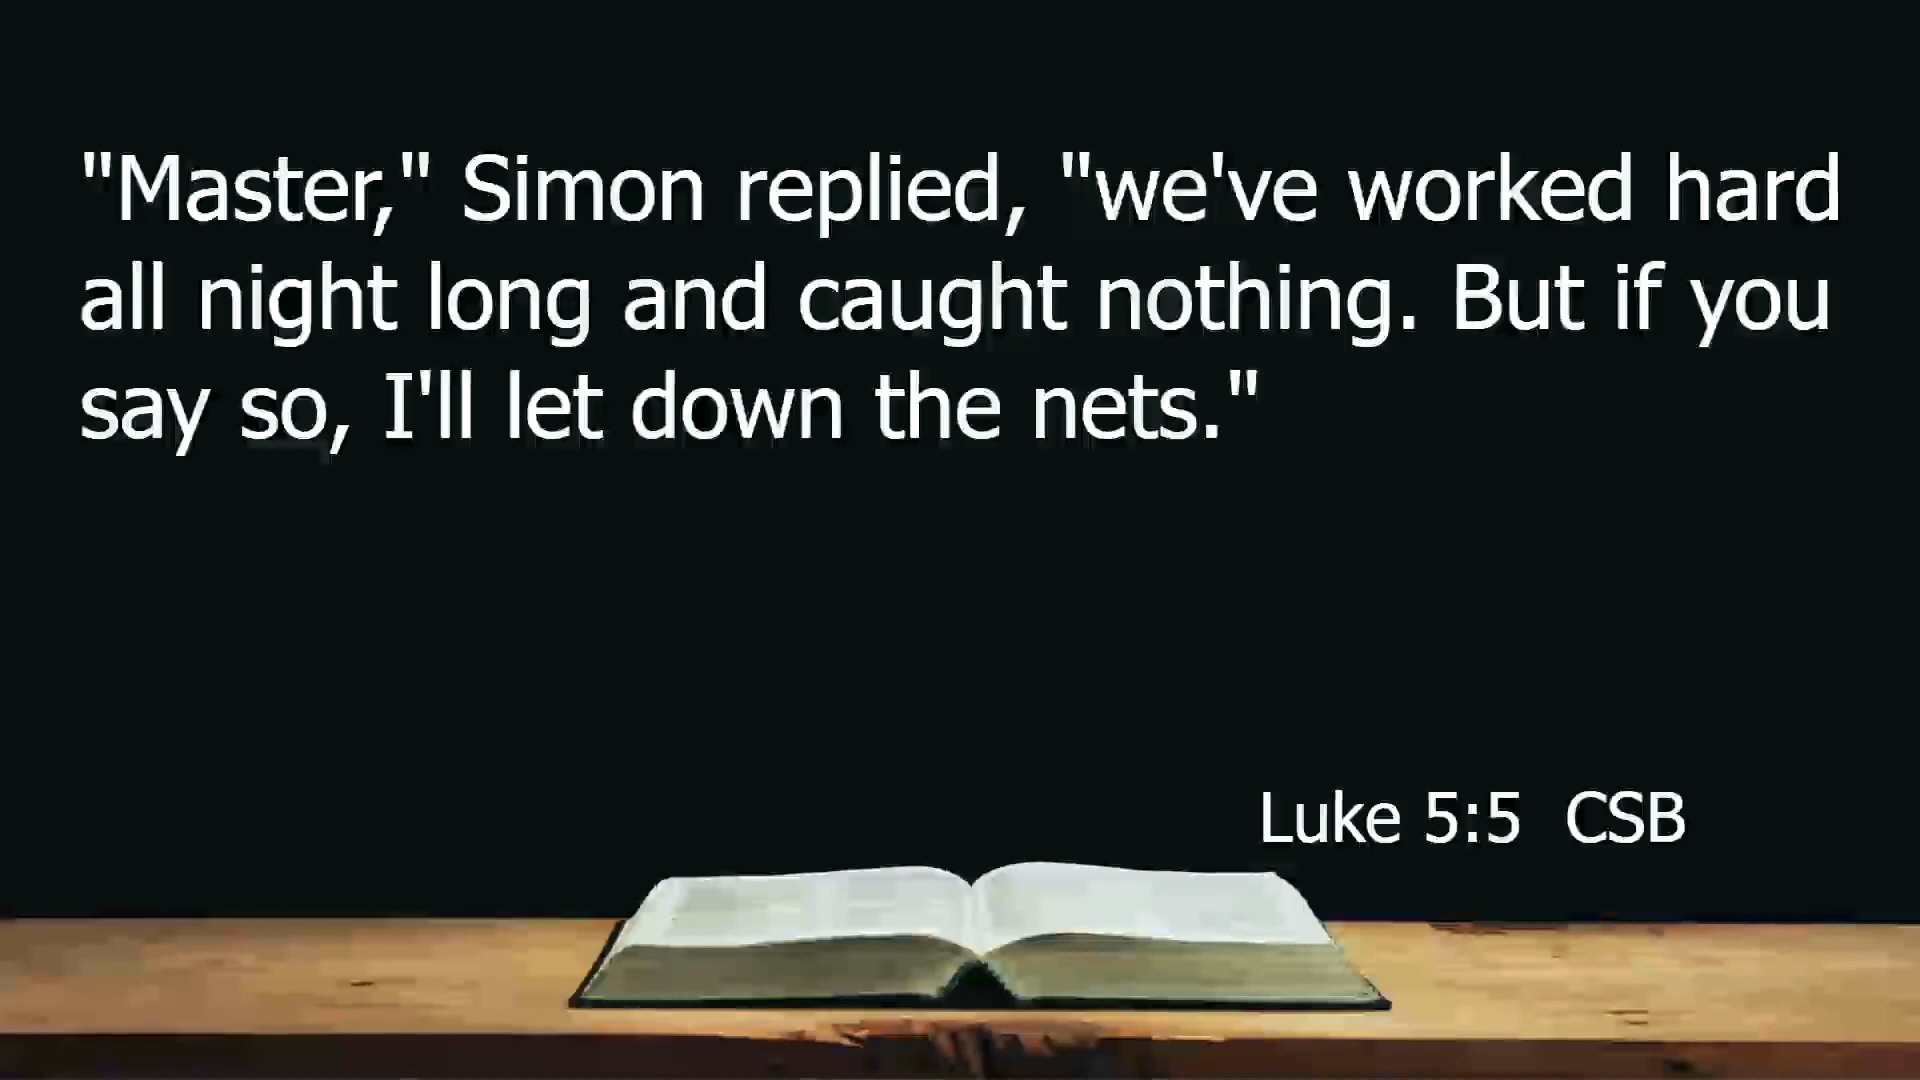 "Master," Simon replied, "we've worked hard
all night long and caught nothing. But if you
say so, I'll let down the nets."
Luke 5:5  CSB